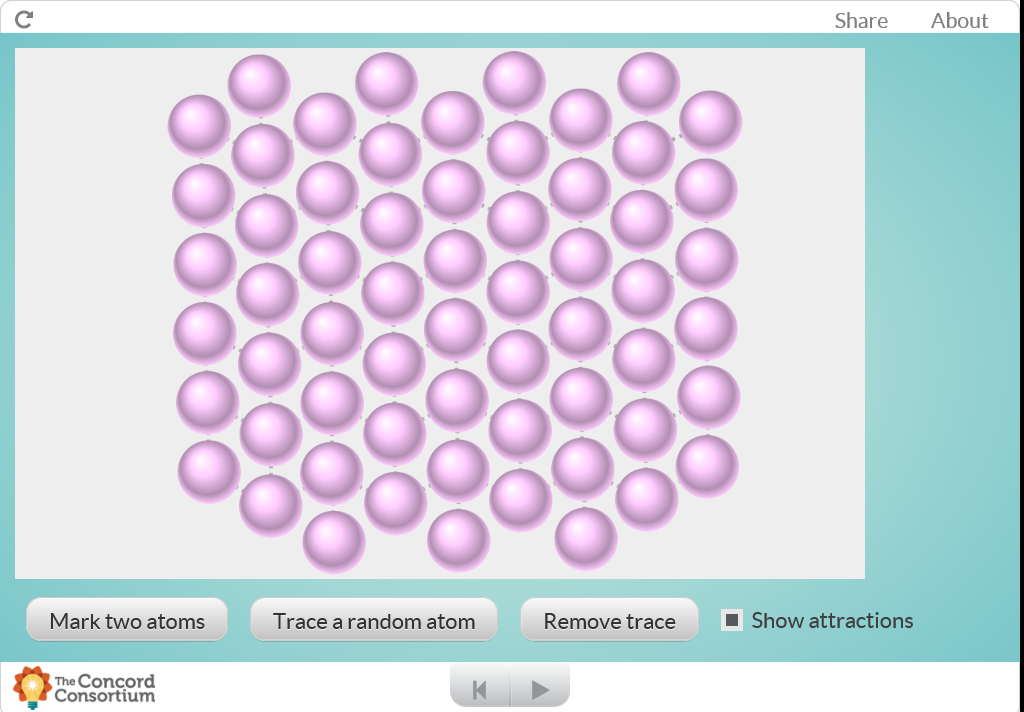 Share About
Mark two atoms Trace a random atom Remove trace Show attractions
The Concord
Consortium